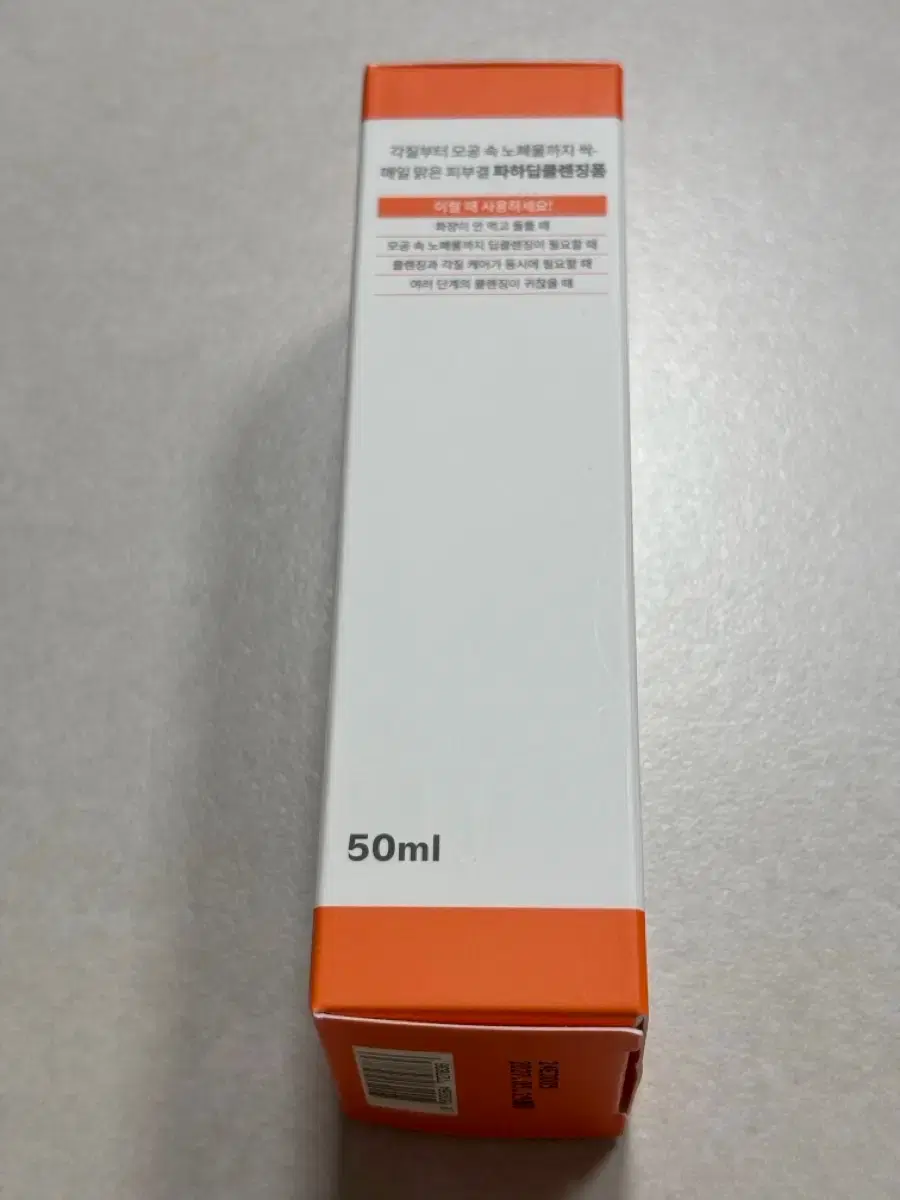 각질부터 모공 속 노폐물까지 싹-
매일 맑은 피부결 파하딥클렌징폼
이럴 때 사용하세요!
화장이 안 먹고 들뜰 때
모공 속 노폐물까지 딥클렌징이 필요할 때
클렌징과 각질 케어가 동시에 필요할 때
여러 단계의 클렌징이 귀찮을 때
50ml